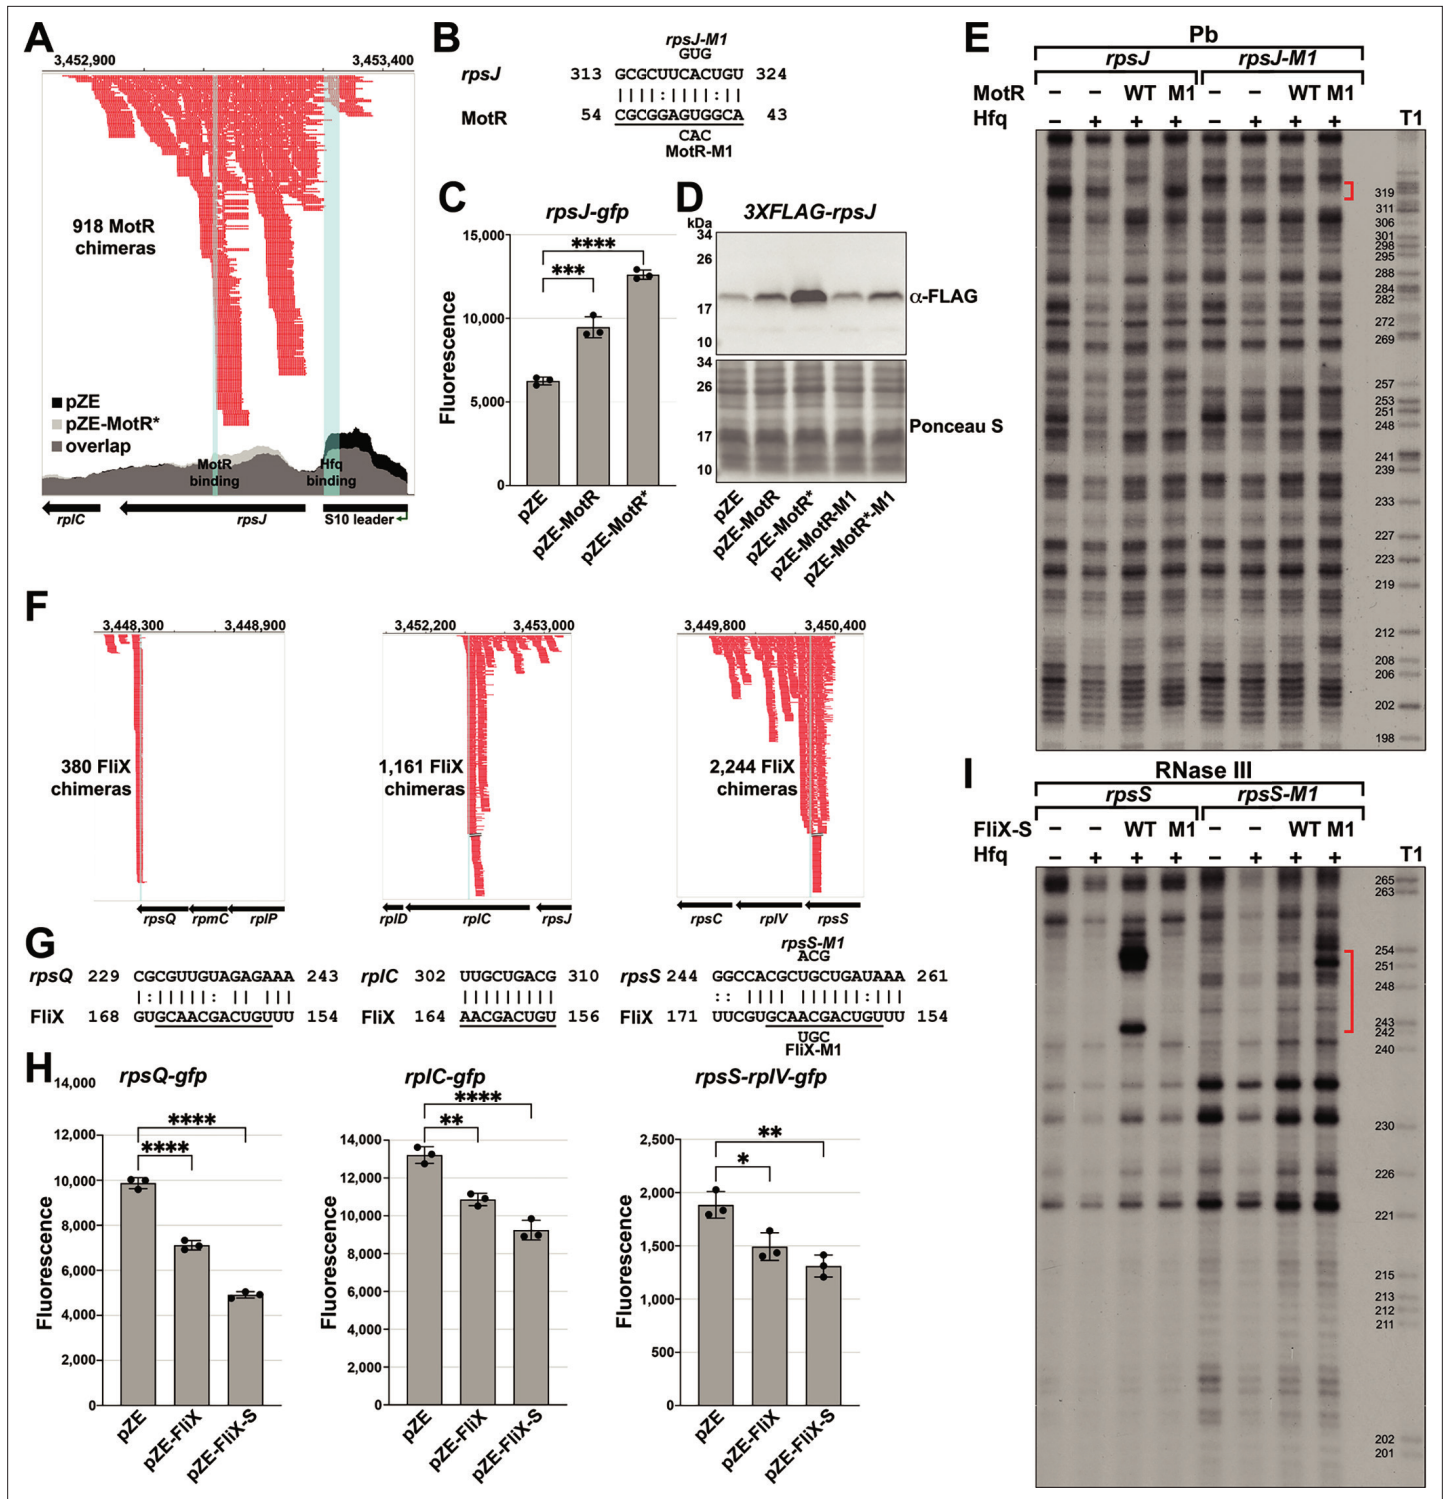 A
3,452,900 3,453,400
918 MotR
chimeras
pZE
pZE-MotR*
overlap
MotR
binding
Hfq
binding
rplC rpsJ S10 leader
B
rpsJ-M1
GUG
rpsJ 313 GCGCUUCACUGU 324
||||:||||:||
MotR 54 CGCGGAGUGGCA 43
CAC
MotR-M1
C
rpsJ-gfp
Fluorescence
15,000
10,000
5,000
0
****
***
pZE
pZE-MotR
pZE-MotR*
D
3XFLAG-rpsJ
kDa
34
26
17
10
α-FLAG
34
26
17
10
Ponceau S
pZE
pZE-MotR
pZE-MotR*
pZE-MotR-M1
pZE-MotR*-M1
E
Pb
rpsJ rpsJ-M1
MotR – – WT M1 – – WT M1
Hfq – + + + – + + + T1
319
311
306
301
298
295
288
284
282
272
269
257
253
251
248
241
239
233
227
223
219
212
208
206
202
198
F
3,448,300 3,448,900
380 FliX
chimeras
rpsQ rpmC rplP
3,452,200 3,453,000
1,161 FliX
chimeras
rplD rplC rpsJ
3,449,800 3,450,400
2,244 FliX
chimeras
rpsC rplV rpsS
G
rpsQ 229 CGCGUUGUAGAGAAA 243
FliX 168 GUGCAACGACUGUUU 154
rplC 302 UUGCUGACG 310
FliX 164 AACGACUGU 156
rpsS-M1
ACG
rpsS 244 GGCCACGCUGCUGAUAAA 261
FliX 171 UUCGUGCAACGACUGUUU 154
UGC
FliX-M1
H
rpsQ-gfp
Fluorescence
14,000
12,000
10,000
8,000
6,000
4,000
2,000
0
****
****
pZE
pZE-FliX
pZE-FliX-S
rplC-gfp
Fluorescence
14,000
12,000
10,000
8,000
6,000
4,000
2,000
0
****
**
pZE
pZE-FliX
pZE-FliX-S
rpsS-rplV-gfp
Fluorescence
2,500
2,000
1,500
1,000
500
0
**
*
pZE
pZE-FliX
pZE-FliX-S
I
RNase III
rpsS rpsS-M1
FliX-S – – WT M1 – – WT M1
Hfq – + + + – + + + T1
265
263
254
251
248
243
242
240
230
226
221
215
213
212
211
202
201